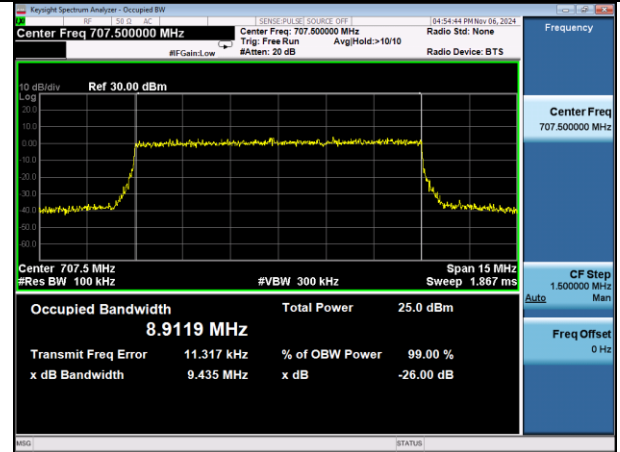 Keysight Spectrum Analyzer - Occupied BW
RF 50 Ω AC SENSE:PULSE SOURCE OFF 04:54:44 PM Nov 06, 2024
Center Freq 707.500000 MHz Center Freq: 707.500000 MHz Radio Std: None Frequency
Trig: Free Run Avg|Hold:>10/10
#IFGain:Low #Atten: 20 dB Radio Device: BTS
10 dB/div Ref 30.00 dBm
Log
20.0
10.0
0.00
-10.0
-20.0
-30.0
-40.0
-50.0
-60.0
Center 707.5 MHz Span 15 MHz
#Res BW 100 kHz #VBW 300 kHz Sweep 1.867 ms
Occupied Bandwidth Total Power 25.0 dBm
8.9119 MHz
Transmit Freq Error 11.317 kHz % of OBW Power 99.00 %
x dB Bandwidth 9.435 MHz x dB -26.00 dB
Center Freq
707.500000 MHz
CF Step
1.500000 MHz
Auto Man
Freq Offset
0 Hz
MSG STATUS